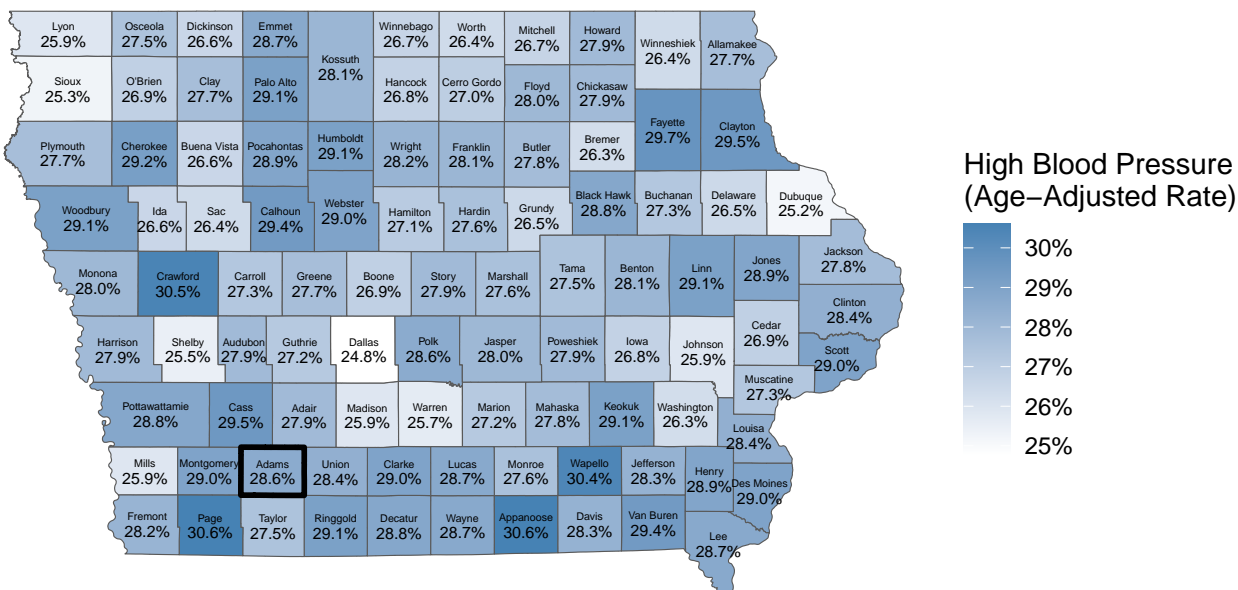 Lyon
25.9%
Osceola
27.5%
Dickinson
26.6%
Emmet
28.7%
Kossuth
28.1%
Winnebago
26.7%
Worth
26.4%
Mitchell
26.7%
Howard
27.9%
Winneshiek
26.4%
Allamakee
27.7%
Sioux
25.3%
O'Brien
26.9%
Clay
27.7%
Palo Alto
29.1%
Hancock
26.8%
Cerro Gordo
27.0%
Floyd
28.0%
Chickasaw
27.9%
Fayette
29.7%
Clayton
29.5%
Plymouth
27.7%
Cherokee
29.2%
Buena Vista
26.6%
Pocahontas
28.9%
Humboldt
29.1%
Wright
28.2%
Franklin
28.1%
Butler
27.8%
Bremer
26.3%
Woodbury
29.1%
Ida
26.6%
Sac
26.4%
Calhoun
29.4%
Webster
29.0%
Hamilton
27.1%
Hardin
27.6%
Grundy
26.5%
Black Hawk
28.8%
Buchanan
27.3%
Delaware
26.5%
Dubuque
25.2%
Monona
28.0%
Crawford
30.5%
Carroll
27.3%
Greene
27.7%
Boone
26.9%
Story
27.9%
Marshall
27.6%
Tama
27.5%
Benton
28.1%
Linn
29.1%
Jones
28.9%
Jackson
27.8%
Clinton
28.4%
Harrison
27.9%
Shelby
25.5%
Audubon
27.9%
Guthrie
27.2%
Dallas
24.8%
Polk
28.6%
Jasper
28.0%
Poweshiek
27.9%
Iowa
26.8%
Johnson
25.9%
Cedar
26.9%
Scott
29.0%
Muscatine
27.3%
Pottawattamie
28.8%
Cass
29.5%
Adair
27.9%
Madison
25.9%
Warren
25.7%
Marion
27.2%
Mahaska
27.8%
Keokuk
29.1%
Washington
26.3%
Louisa
28.4%
Mills
25.9%
Montgomery
29.0%
Adams
28.6%
Union
28.4%
Clarke
29.0%
Lucas
28.7%
Monroe
27.6%
Wapello
30.4%
Jefferson
28.3%
Henry
28.9%
Des Moines
29.0%
Fremont
28.2%
Page
30.6%
Taylor
27.5%
Ringgold
29.1%
Decatur
28.8%
Wayne
28.7%
Appanoose
30.6%
Davis
28.3%
Van Buren
29.4%
Lee
28.7%
High Blood Pressure
(Age−Adjusted Rate)
30%
29%
28%
27%
26%
25%